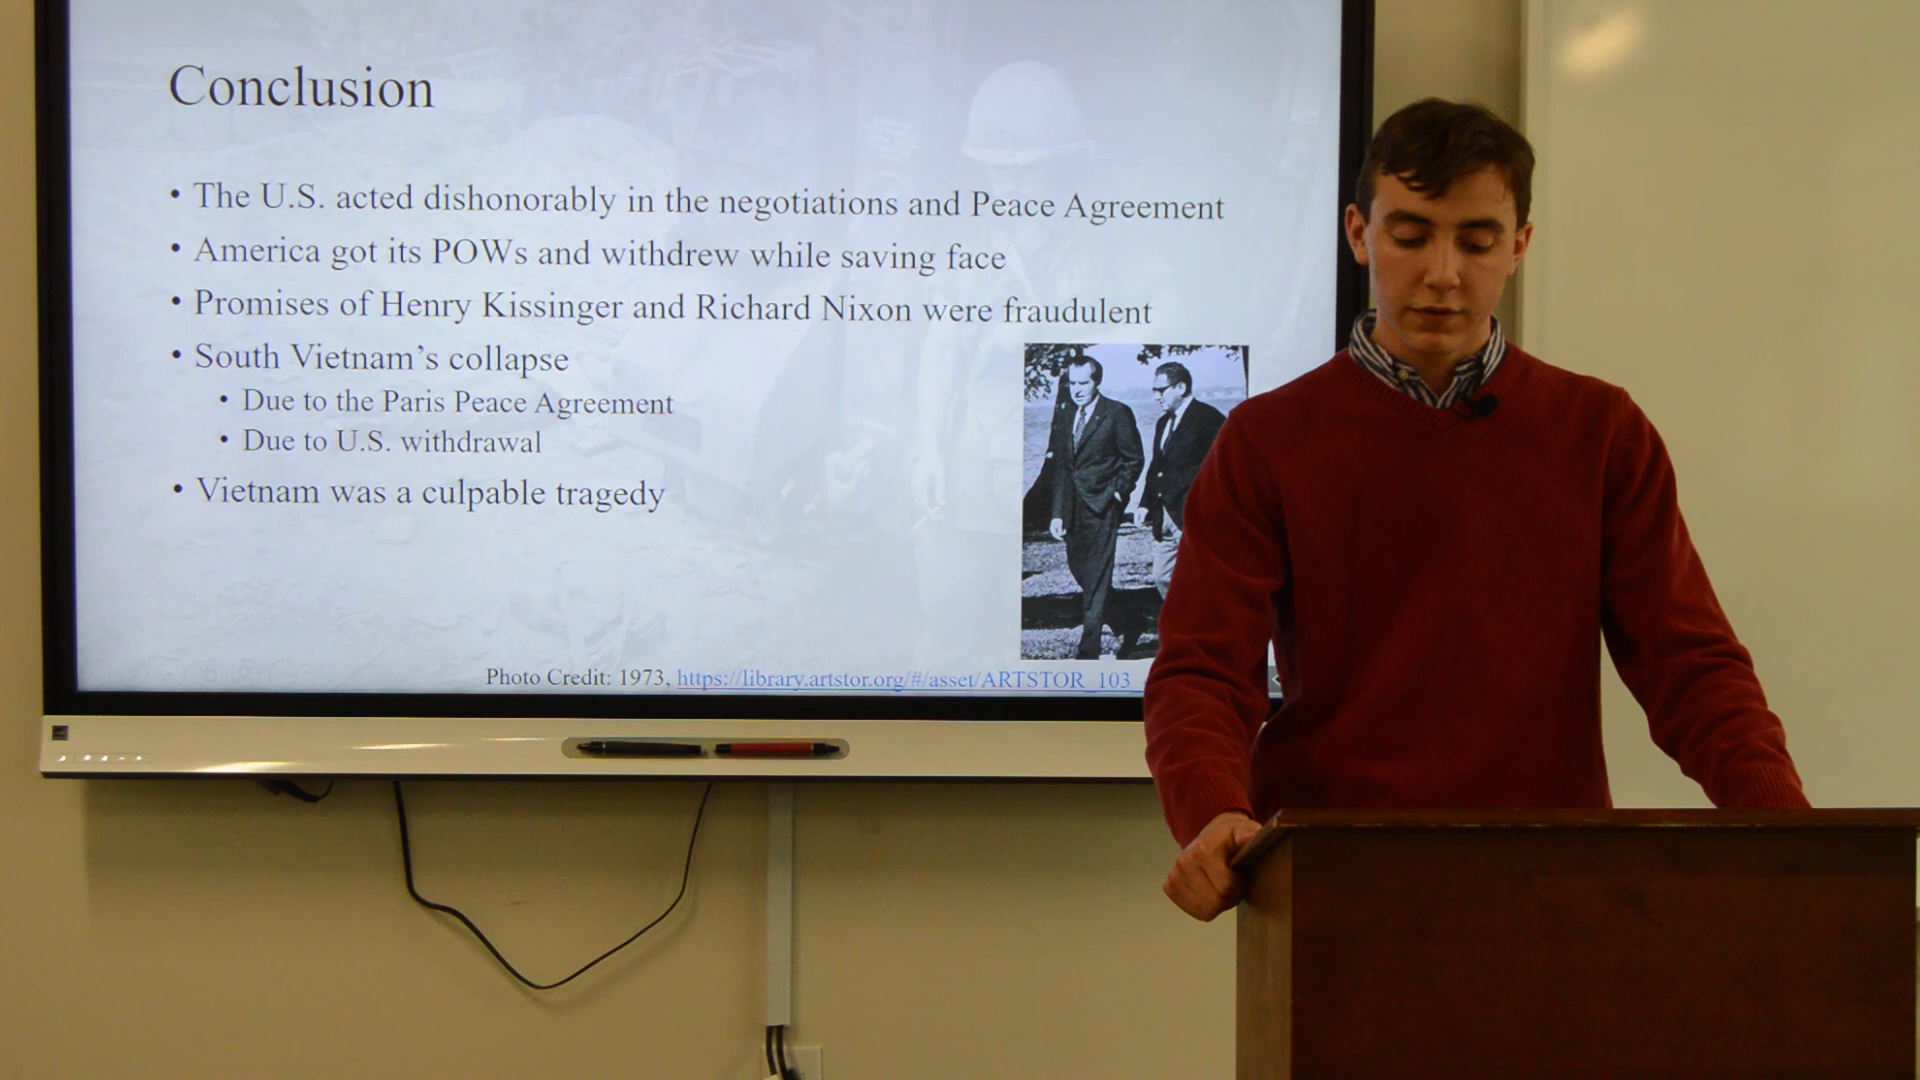 Conclusion
• The U.S. acted dishonorably in the negotiations and Peace Agreement
• America got its POWs and withdrew while saving face
• Promises of Henry Kissinger and Richard Nixon were fraudulent
• South Vietnam’s collapse
• Due to the Paris Peace Agreement
• Due to U.S. withdrawal
• Vietnam was a culpable tragedy
Photo Credit: 1973, https://library.artstor.org/#/asset/ARTSTOR_103_